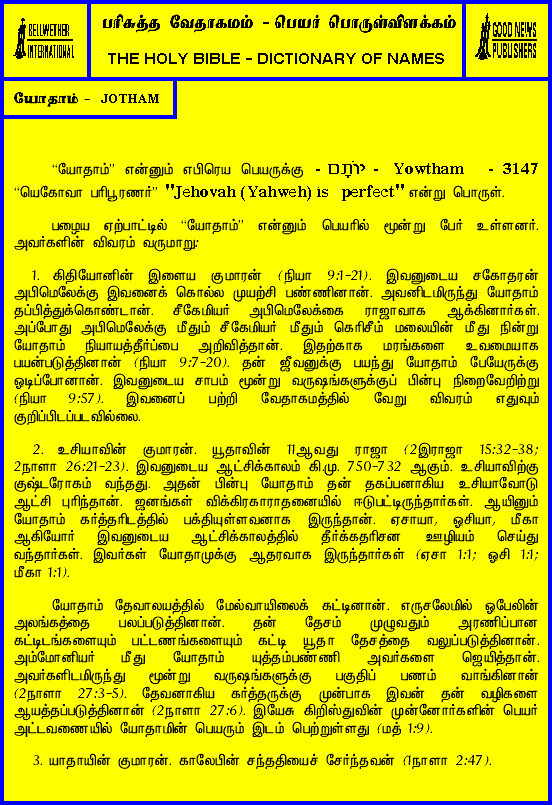 BELLWETHER
INTERNATIONAL
பரிசுத்த வேதாகமம் - பெயர் பொருள்விளக்கம்
THE HOLY BIBLE - DICTIONARY OF NAMES
GOOD NEWS
PUBLISHERS
யோதாம் - JOTHAM
“யோதாம்” என்னும் எபிரெய பெயருக்கு - יוֹתָם - Yowtham - 3147
“யெகோவா பரிபூரணர்” "Jehovah (Yahweh) is perfect" என்று பொருள்.
பழைய ஏற்பாட்டில் “யோதாம்” என்னும் பெயரில் மூன்று பேர் உள்ளனர்.
அவர்களின் விவரம் வருமாறு:
1. கிதியோனின் இளைய குமாரன் (நியா 9:1-21). இவனுடைய சகோதரன்
அபிமெலேக்கு இவனைக் கொல்ல முயற்சி பண்ணினான். அவனிடமிருந்து யோதாம்
தப்பித்துக்கொண்டான். சீகேமியர் அபிமெலேக்கை ராஜாவாக ஆக்கினார்கள்.
அப்போது அபிமெலேக்கு மீதும் சீகேமியர் மீதும் கெரிசீம் மலையின் மீது நின்று
யோதாம் நியாயத்தீர்ப்பை அறிவித்தான். இதற்காக மரங்களை உவமையாக
பயன்படுத்தினான் (நியா 9:7-20). தன் ஜீவனுக்கு பயந்து யோதாம் பேயேருக்கு
ஓடிப்போனான். இவனுடைய சாபம் மூன்று வருஷங்களுக்குப் பின்பு நிறைவேறிற்று
(நியா 9:57). இவனைப் பற்றி வேதாகமத்தில் வேறு விவரம் எதுவும்
குறிப்பிடப்படவில்லை.
2. உசியாவின் குமாரன். யூதாவின் 11ஆவது ராஜா (2இராஜா 15:32-38;
2நாளா 26:21-23). இவனுடைய ஆட்சிக்காலம் கி.மு. 750-732 ஆகும். உசியாவிற்கு
குஷ்டரோகம் வந்தது. அதன் பின்பு யோதாம் தன் தகப்பனாகிய உசியாவோடு
ஆட்சி புரிந்தான். ஜனங்கள் விக்கிரகாராதனையில் ஈடுபட்டிருந்தார்கள். ஆயினும்
யோதாம் கர்த்தரிடத்தில் பக்தியுள்ளவனாக இருந்தான். ஏசாயா, ஓசியா, மீகா
ஆகியோர் இவனுடைய ஆட்சிக்காலத்தில் தீர்க்கதரிசன ஊழியம் செய்து
வந்தார்கள். இவர்கள் யோதாமுக்கு ஆதரவாக இருந்தார்கள் (ஏசா 1:1; ஓசி 1:1;
மீகா 1:1).
யோதாம் தேவாலயத்தில் மேல்வாயிலைக் கட்டினான். எருசலேமில் ஓபேலின்
அலங்கத்தை பலப்படுத்தினான். தன் தேசம் முழுவதும் அரணிப்பான
கட்டிடங்களையும் பட்டணங்களையும் கட்டி யூதா தேசத்தை வலுப்படுத்தினான்.
அம்மோனியர் மீது யோதாம் யுத்தம்பண்ணி அவர்களை ஜெயித்தான்.
அவர்களிடமிருந்து மூன்று வருஷங்களுக்கு பகுதிப் பணம் வாங்கினான்
(2நாளா 27:3-5). தேவனாகிய கர்த்தருக்கு முன்பாக இவன் தன் வழிகளை
ஆயத்தப்படுத்தினான் (2நாளா 27:6). இயேசு கிறிஸ்துவின் முன்னோர்களின் பெயர்
அட்டவணையில் யோதாமின் பெயரும் இடம் பெற்றுள்ளது (மத் 1:9).
3. யாதாயின் குமாரன். காலேபின் சந்ததியைச் சேர்ந்தவன் (1நாளா 2:47).